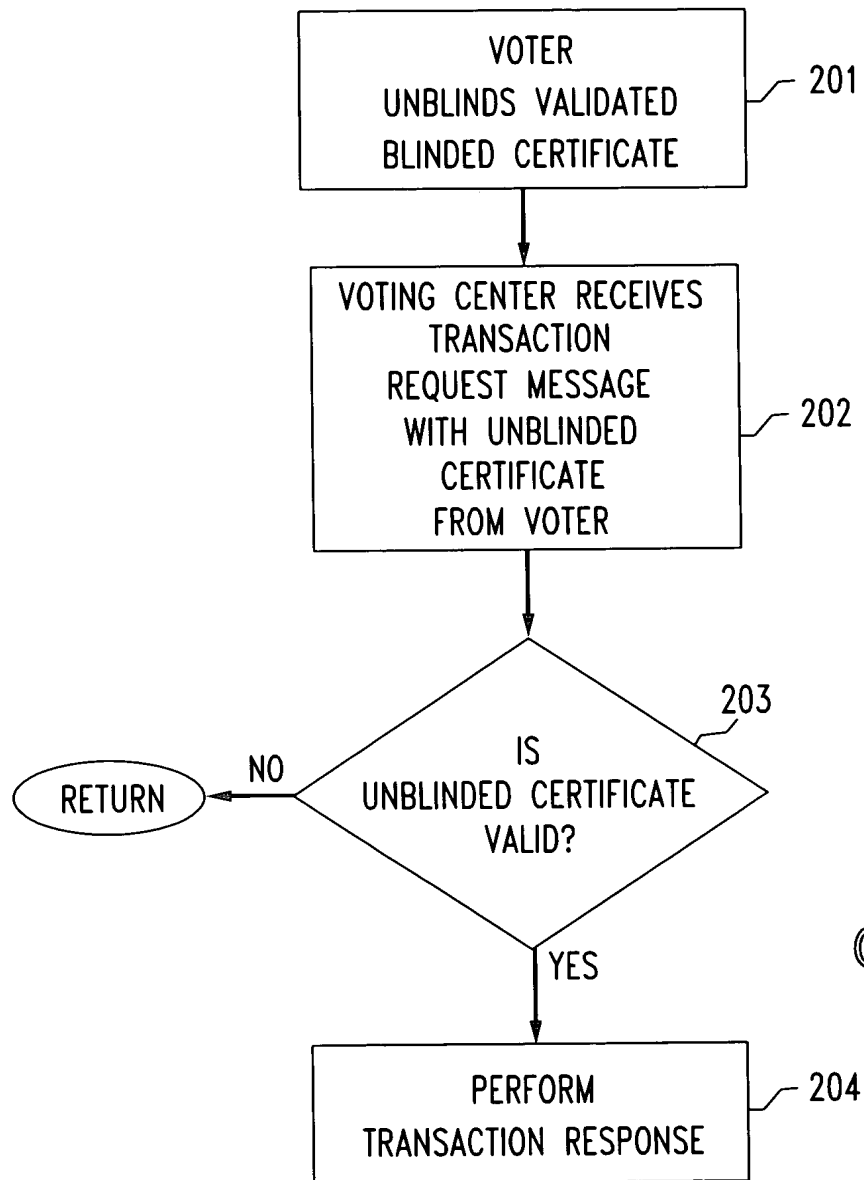 VOTER
UNBLINDS VALIDATED
BLINDED CERTIFICATE
201
VOTING CENTER RECEIVES
TRANSACTION
REQUEST MESSAGE
WITH UNBLINDED
CERTIFICATE
FROM VOTER
202
203
IS
UNBLINDED CERTIFICATE
VALID?
NO
RETURN
YES
PERFORM
TRANSACTION RESPONSE
204